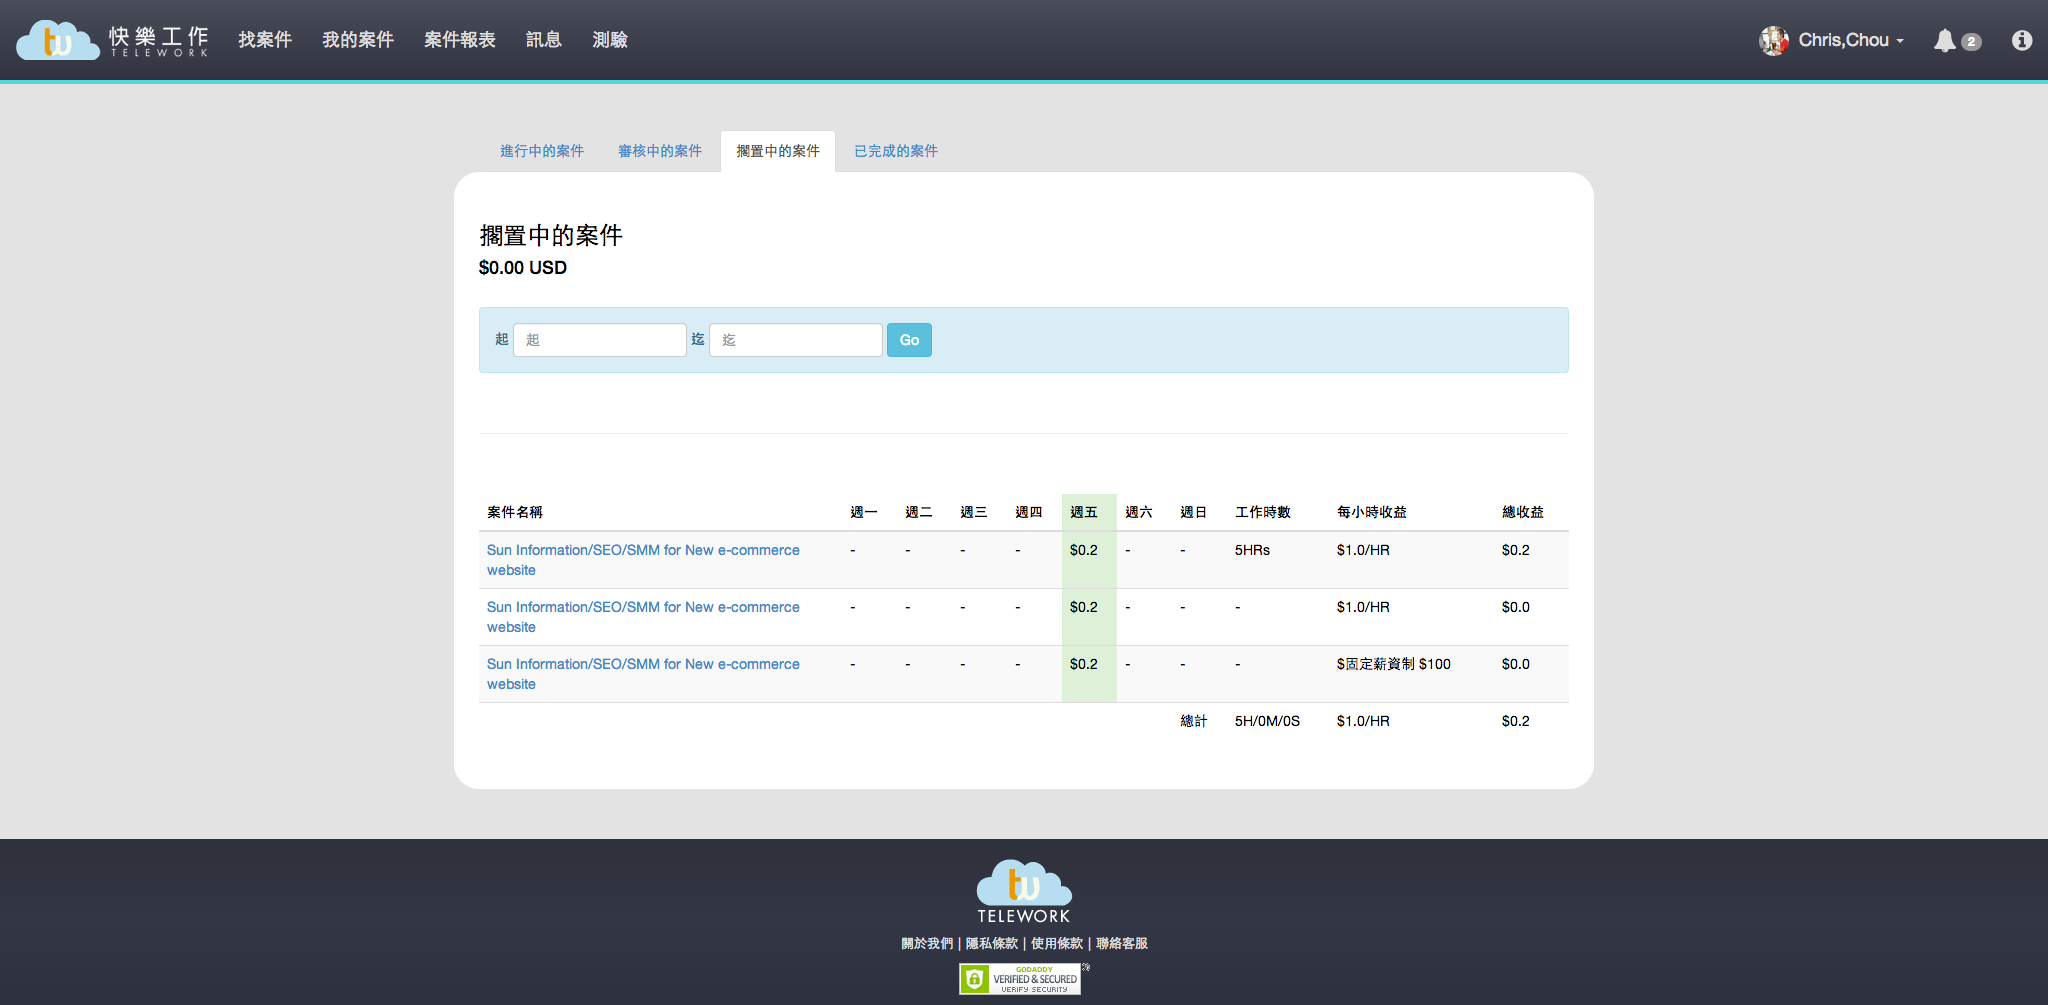 tw 快樂工作 TELEWORK 找案件 我的案件 案件報表 訊息 測驗 Chris,Chou 2
進行中的案件 審核中的案件 擱置中的案件 已完成的案件
擱置中的案件
$0.00 USD
起 起 迄 迄 Go
案件名稱 週一 週二 週三 週四 週五 週六 週日 工作時數 每小時收益 總收益
Sun Information/SEO/SMM for New e-commerce website - - - - $0.2 - - 5HRs $1.0/HR $0.2
Sun Information/SEO/SMM for New e-commerce website - - - - $0.2 - - - $1.0/HR $0.0
Sun Information/SEO/SMM for New e-commerce website - - - - $0.2 - - - $固定薪資制 $100 $0.0
總計 5H/0M/0S $1.0/HR $0.2
tw
TELEWORK
關於我們 | 隱私條款 | 使用條款 | 聯絡客服
GODADDY
VERIFIED & SECURED
VERIFY SECURITY